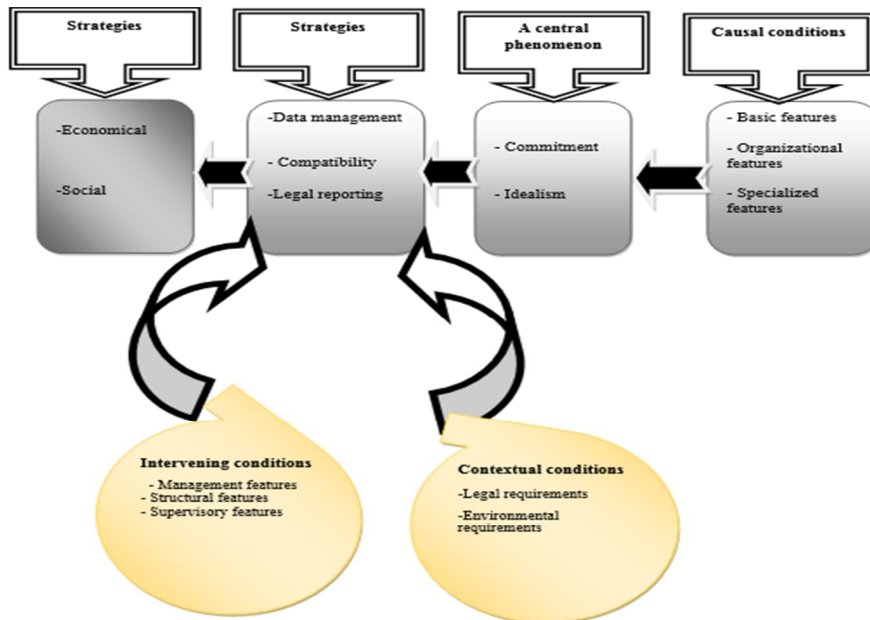 Strategies
Strategies
A central
phenomenon
Causal conditions
-Economical
-Social
-Data management
- Compatibility
-Legal reporting
- Commitment
- Idealism
- Basic features
- Organizational
features
- Specialized
features
Intervening conditions
- Management features
- Structural features
- Supervisory features
Contextual conditions
-Legal requirements
-Environmental
requirements